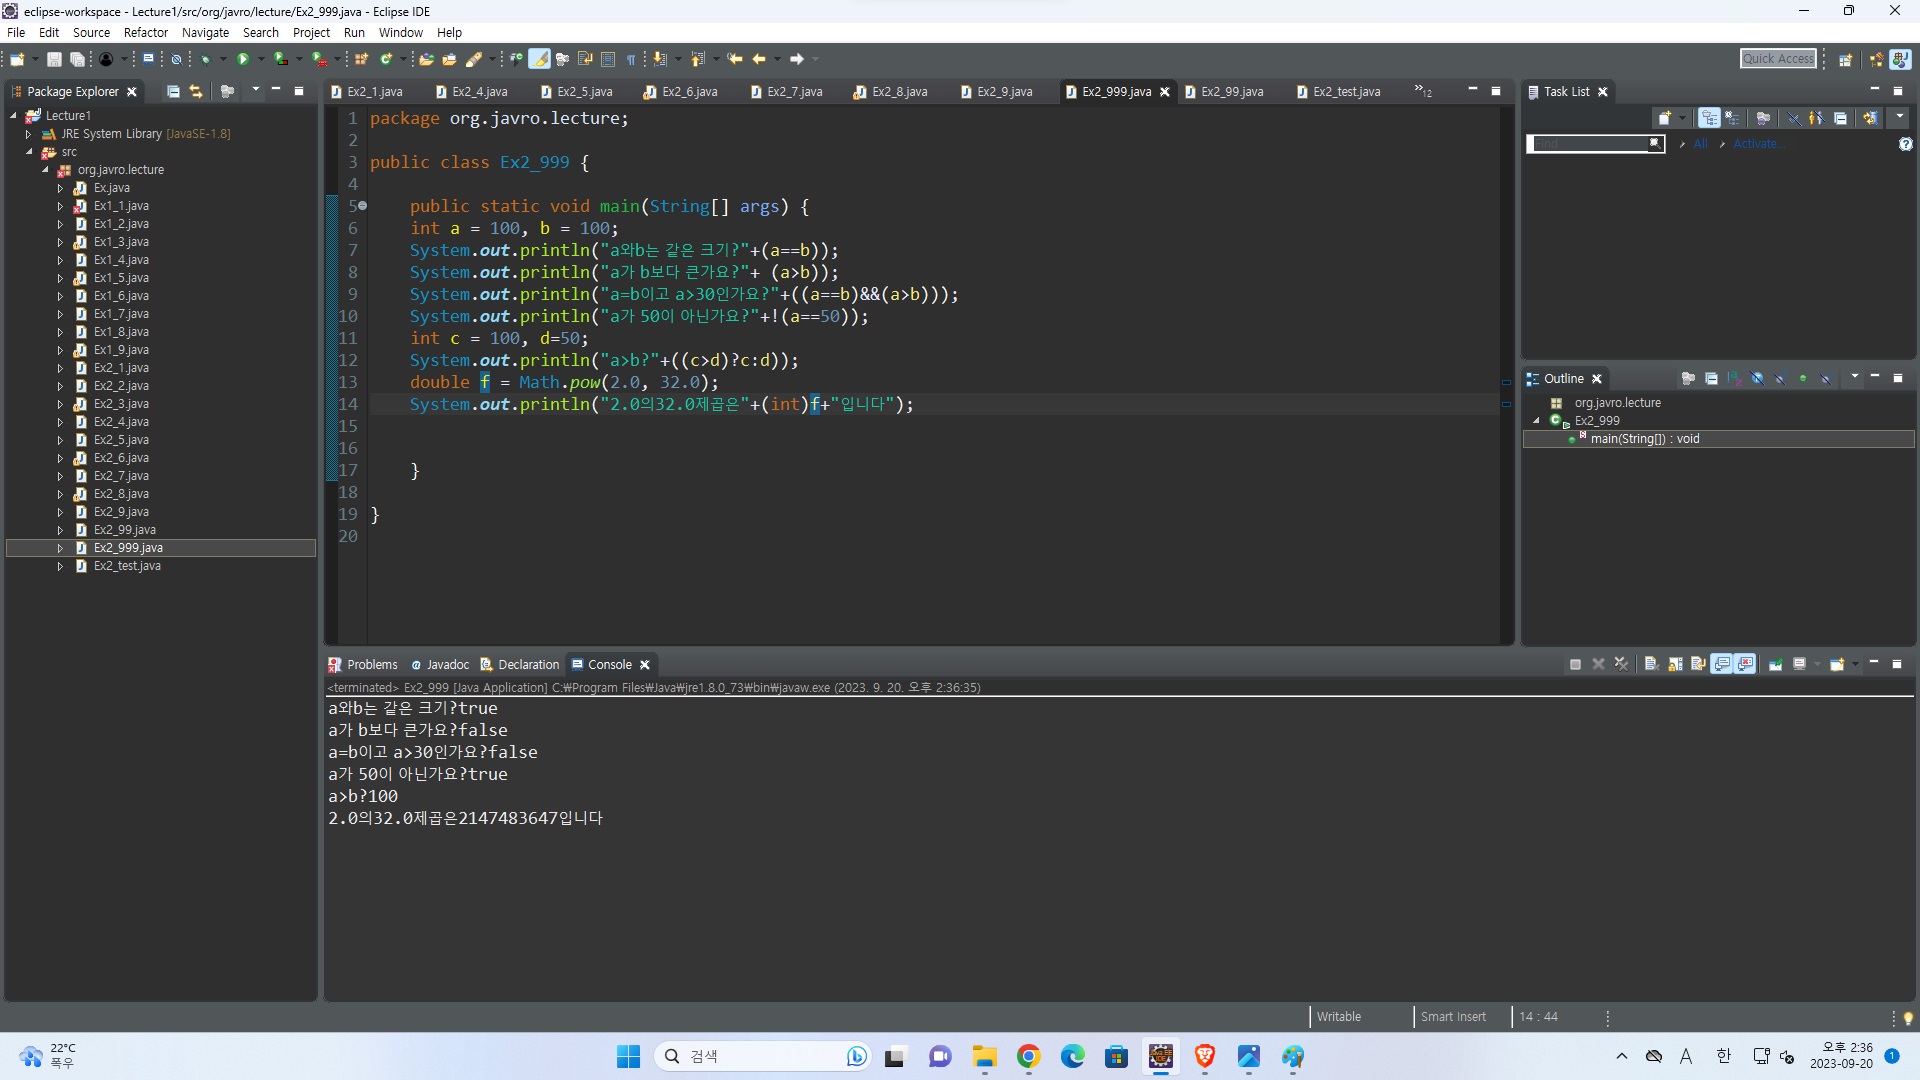 eclipse-workspace - Lecture1/src/org/javro/lecture/Ex2_999.java - Eclipse IDE
File Edit Source Refactor Navigate Search Project Run Window Help
Quick Access
Package Explorer
Lecture1
JRE System Library [JavaSE-1.8]
src
org.javro.lecture
Ex.java
Ex1_1.java
Ex1_2.java
Ex1_3.java
Ex1_4.java
Ex1_5.java
Ex1_6.java
Ex1_7.java
Ex1_8.java
Ex1_9.java
Ex2_1.java
Ex2_2.java
Ex2_3.java
Ex2_4.java
Ex2_5.java
Ex2_6.java
Ex2_7.java
Ex2_8.java
Ex2_9.java
Ex2_99.java
Ex2_999.java
Ex2_test.java
Ex2_1.java Ex2_4.java Ex2_5.java Ex2_6.java Ex2_7.java Ex2_8.java Ex2_9.java Ex2_999.java Ex2_99.java Ex2_test.java »12
1 package org.javro.lecture;
2
3 public class Ex2_999 {
4
5 public static void main(String[] args) {
6 int a = 100, b = 100;
7 System.out.println("a와b는 같은 크기?"+(a==b));
8 System.out.println("a가 b보다 큰가요?"+ (a>b));
9 System.out.println("a=b이고 a>30인가요?"+((a==b)&&(a>b)));
10 System.out.println("a가 50이 아닌가요?"+!(a==50));
11 int c = 100, d=50;
12 System.out.println("a>b?"+((c>d)?c:d));
13 double f = Math.pow(2.0, 32.0);
14 System.out.println("2.0의32.0제곱은"+(int)f+"입니다");
15
16
17 }
18
19 }
20
Task List
Find All Activate...
Outline
org.javro.lecture
Ex2_999
main(String[]) : void
Problems Javadoc Declaration Console
<terminated> Ex2_999 [Java Application] C:₩Program Files₩Java₩jre1.8.0_73₩bin₩javaw.exe (2023. 9. 20. 오후 2:36:35)
a와b는 같은 크기?true
a가 b보다 큰가요?false
a=b이고 a>30인가요?false
a가 50이 아닌가요?true
a>b?100
2.0의32.0제곱은2147483647입니다
Writable Smart Insert 14 : 44
22°C
폭우
검색
A 한
오후 2:36
2023-09-20
1